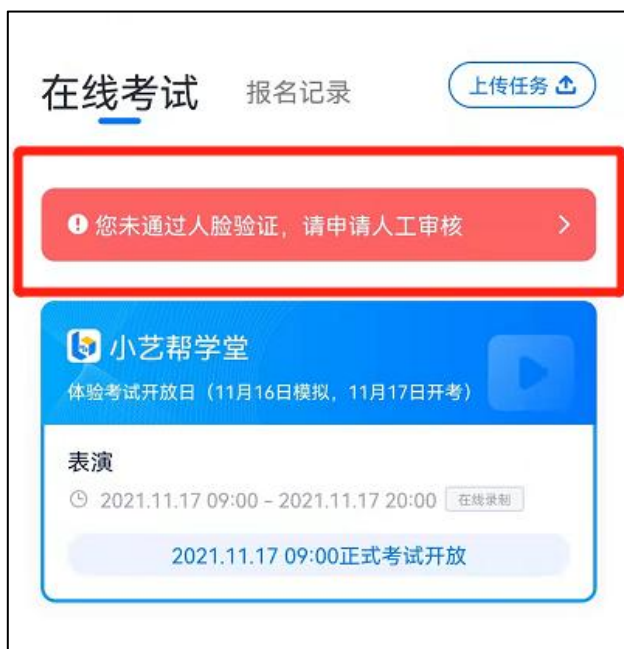 在线考试 报名记录 上传任务
您未通过人脸验证，请申请人工审核
小艺帮学堂
体验考试开放日（11月16日模拟，11月17日开考）
表演
2021.11.17 09:00 - 2021.11.17 20:00 在线录制
2021.11.17 09:00正式考试开放